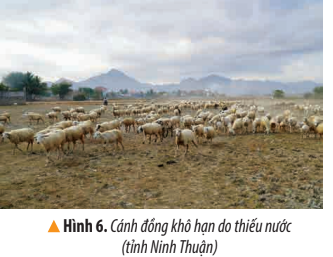 ▲ Hình 6. Cánh đồng khô hạn do thiếu nước
(tỉnh Ninh Thuận)